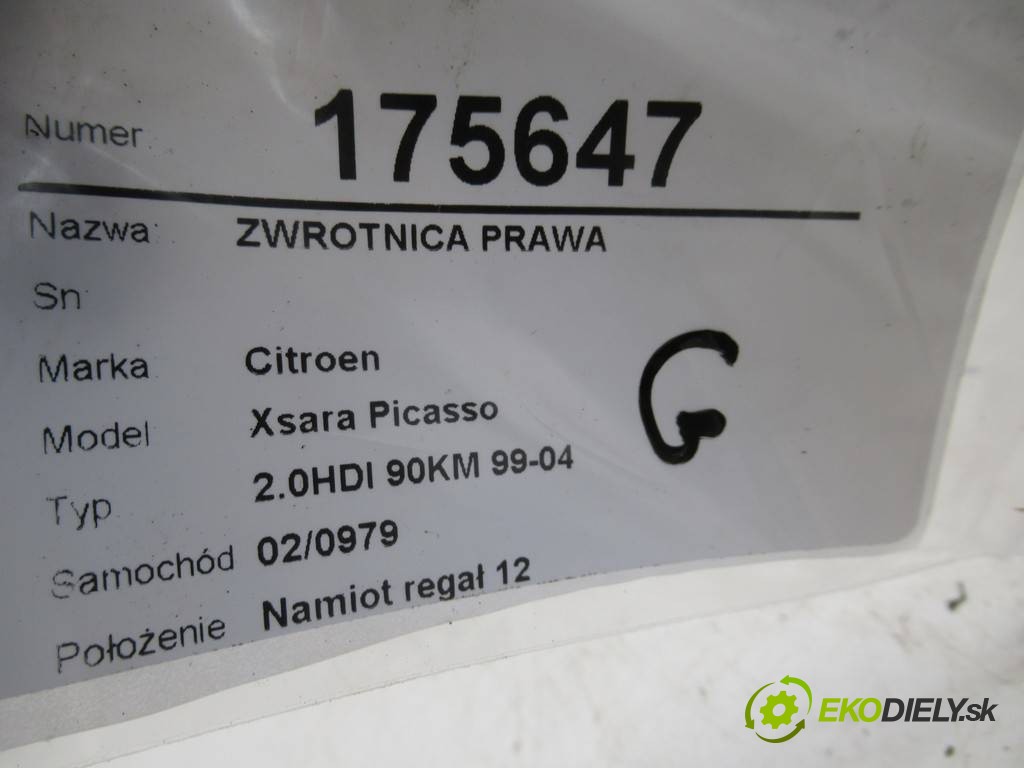 Numer 175647
Nazwa: ZWROTNICA PRAWA
Sn
Marka Citroen
Model Xsara Picasso
Typ 2.0HDI 90KM 99-04
Samochód 02/0979
Położenie Namiot regał 12
G
EKODIELY.sk